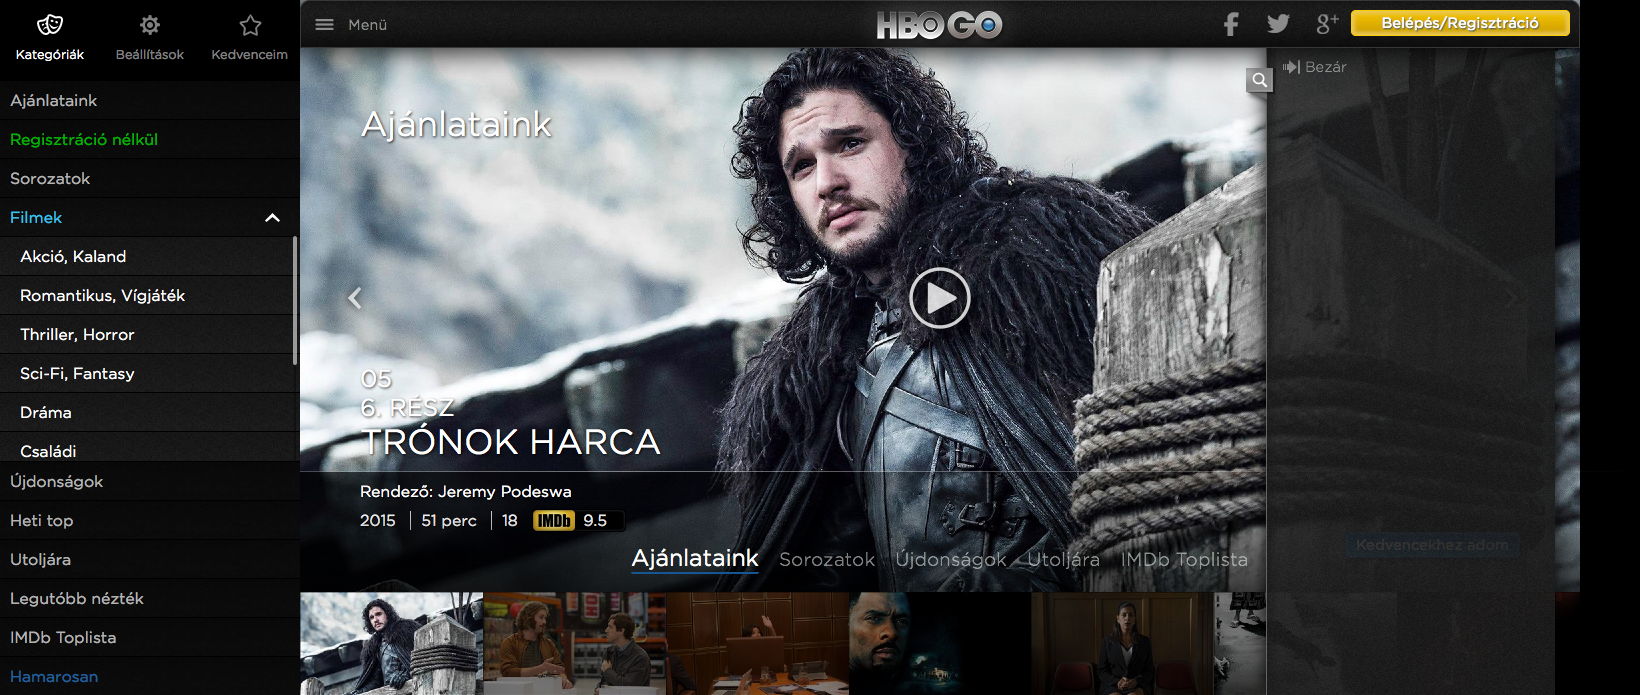 Kategóriák
Beállítások
Kedvenceim
Ajánlataink
Regisztráció nélkül
Sorozatok
Filmek
Akció, Kaland
Romantikus, Vígjáték
Thriller, Horror
Sci-Fi, Fantasy
Dráma
Családi
Újdonságok
Heti top
Utoljára
Legutóbb nézték
IMDb Toplista
Hamarosan
Menü
HBO GO
f
g+
Belépés/Regisztráció
Bezár
Ajánlataink
05
6. RÉSZ
TRÓNOK HARCA
Rendező: Jeremy Podeswa
2015 | 51 perc | 18 IMDb 9.5
Ajánlataink Sorozatok Újdonságok Utoljára IMDb Toplista
Kedvencekhez adom